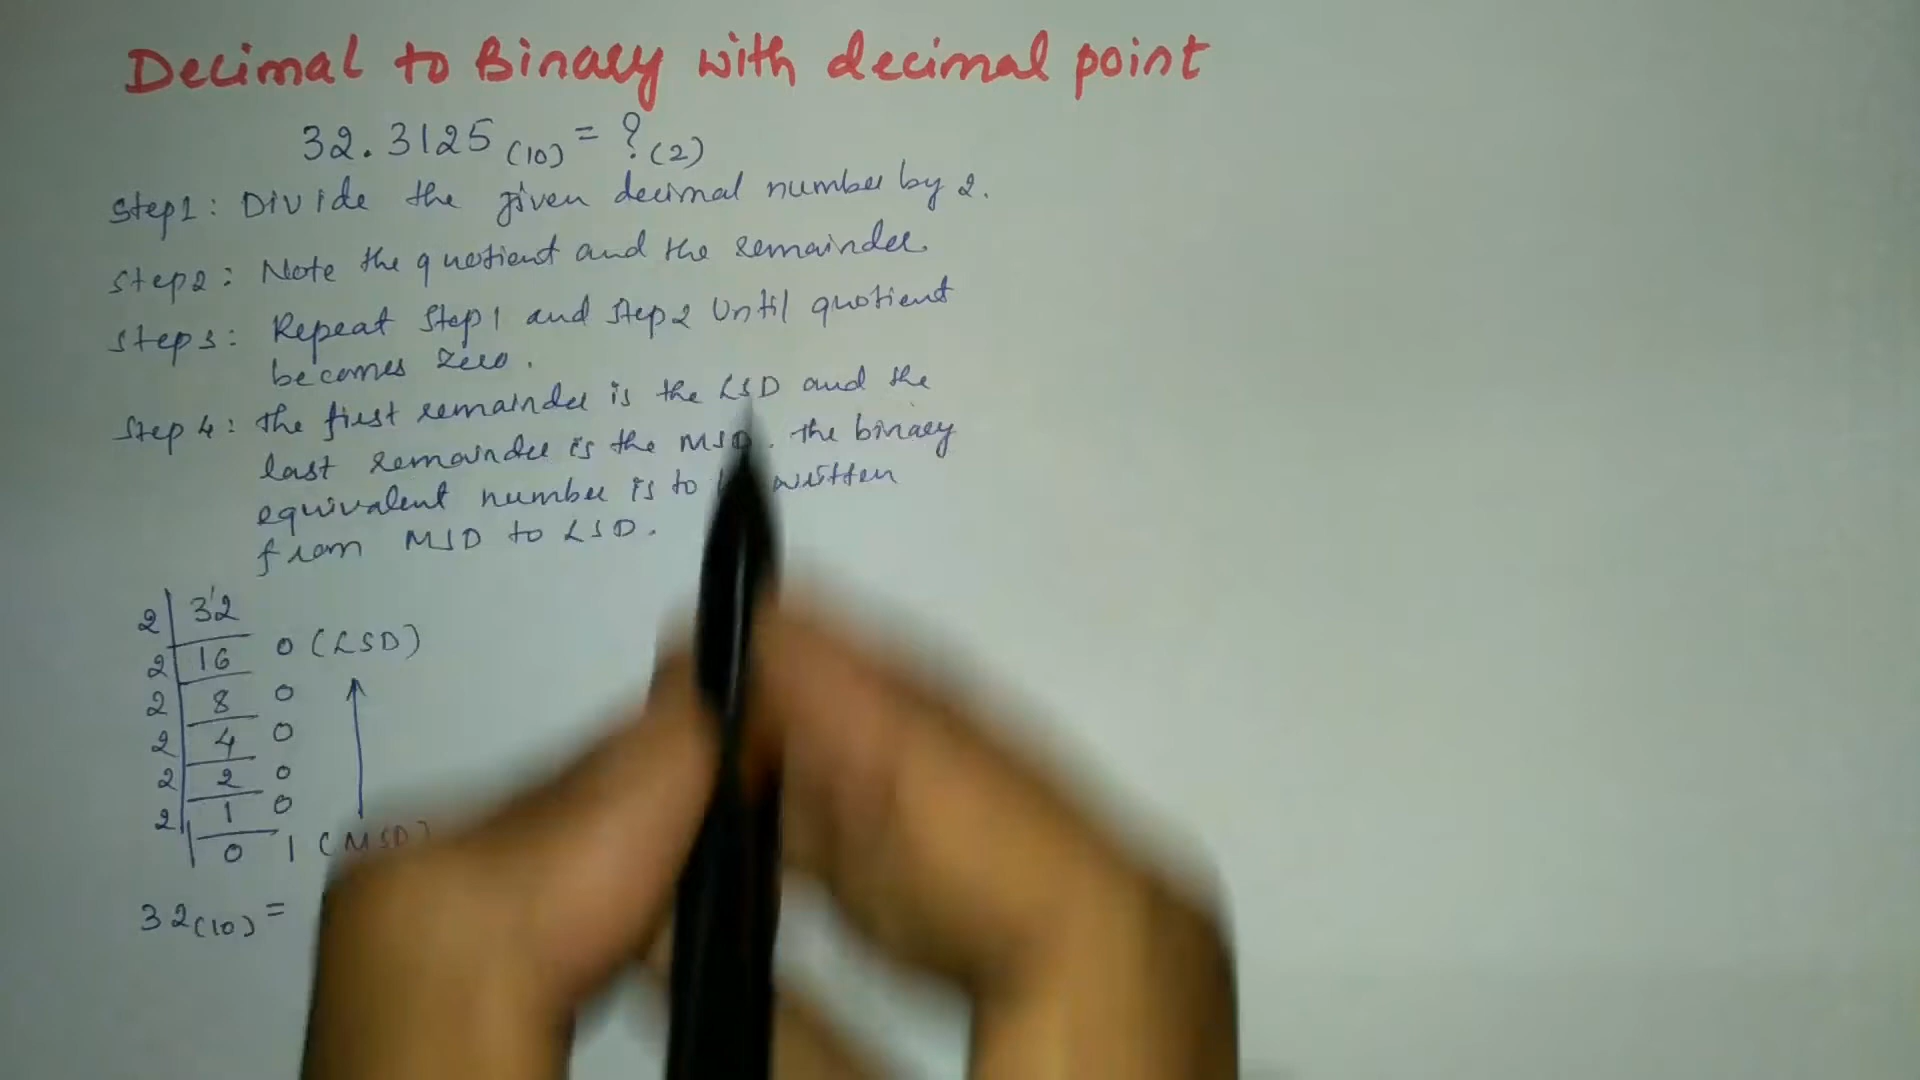 Decimal to Binary with decimal point
32.3125 (10) = ? (2)
Step1: Divide the given decimal number by 2.
Step2: Note the quotient and the remainder.
Step3: Repeat Step1 and Step2 Until quotient
becomes zero.
Step 4: the first remainder is the LSD and the
last remainder is the MSD. the binary
equivalent number is to written
from MSD to LSD.
2 32
2 16 0 (LSD)
2 8 0
2 4 0
2 2 0
2 1 0
0 1 (MSD)
32(10) =